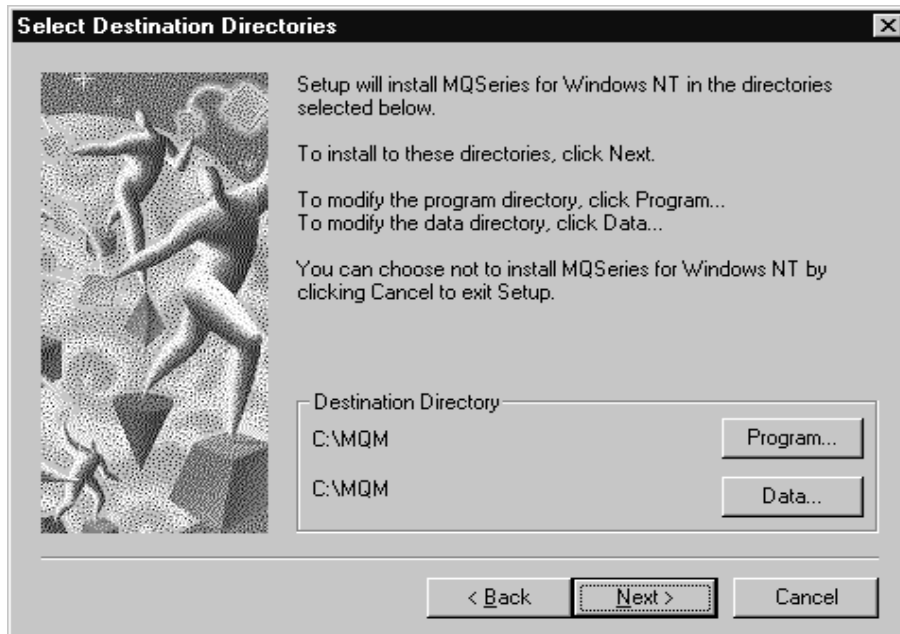 Select Destination Directories
Setup will install MQSeries for Windows NT in the directories
selected below.
To install to these directories, click Next.
To modify the program directory, click Program...
To modify the data directory, click Data...
You can choose not to install MQSeries for Windows NT by
clicking Cancel to exit Setup.
Destination Directory
C:\MQM
Program...
C:\MQM
Data...
< Back
Next >
Cancel